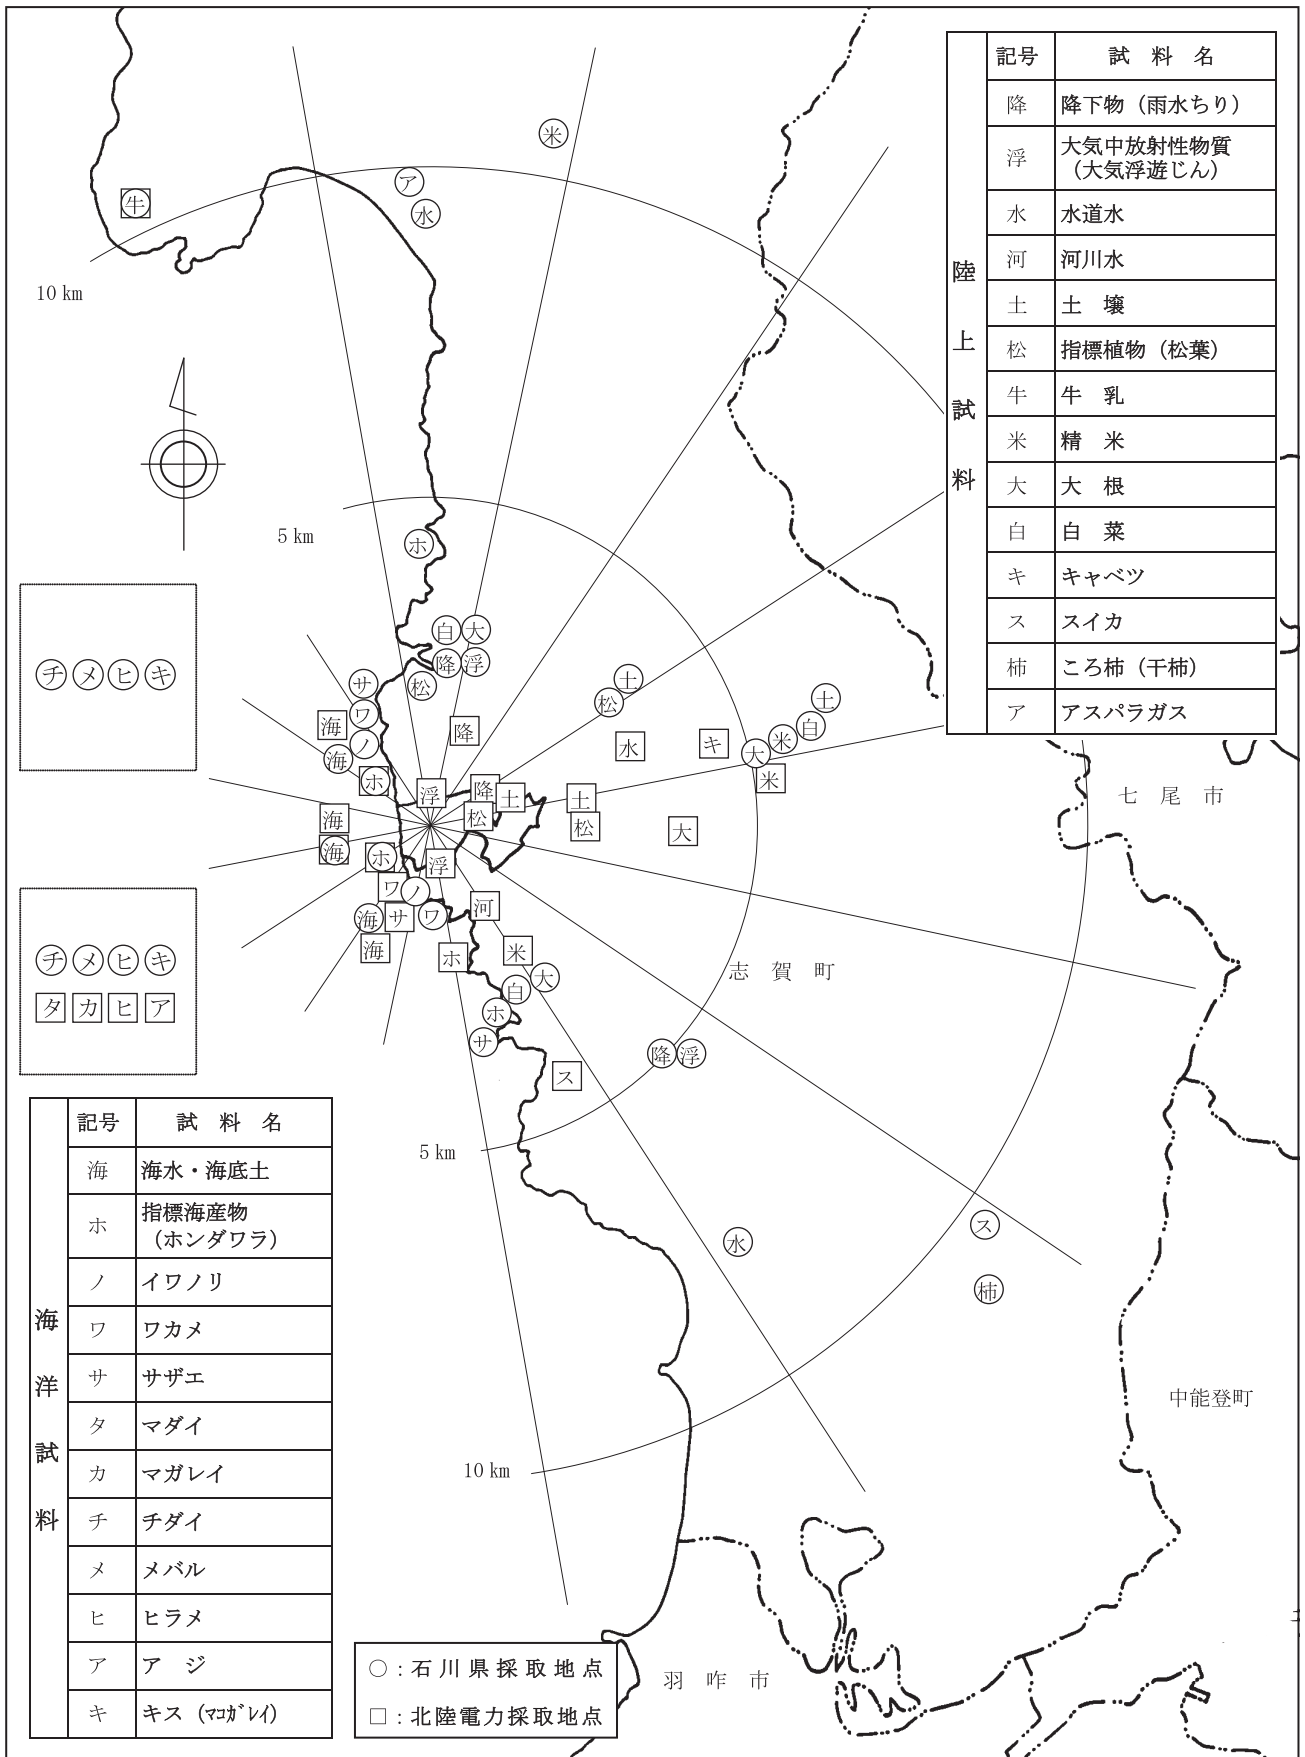 記号 試料名
陸上試料
降 降下物（雨水ちり）
浮 大気中放射性物質
（大気浮遊じん）
水 水道水
河 河川水
土 土壌
松 指標植物（松葉）
牛 牛乳
米 精米
大 大根
白 白菜
キ キャベツ
ス スイカ
柿 ころ柿（干柿）
ア アスパラガス
米
ア
水
牛
10 km
5 km
ホ
白 大
降 浮
松
チ メ ヒ キ
サ
ワ
海
ノ
海
ホ
降
土
松
水
キ
土
白
米
大
米
浮
降
土
松
土
松
大
七尾市
海
海
ホ
浮
ワ
ノ
海
サ
ワ
海
河
ホ
米
大
白
ホ
サ
志賀町
チ メ ヒ キ
タ カ ヒ ア
降 浮
ス
5 km
水
ス
柿
中能登町
10 km
羽咋市
記号 試料名
海洋試料
海 海水・海底土
ホ 指標海産物
（ホンダワラ）
ノ イワノリ
ワ ワカメ
サ サザエ
タ マダイ
カ マガレイ
チ チダイ
メ メバル
ヒ ヒラメ
ア アジ
キ キス（マコガレイ）
○：石川県採取地点
□：北陸電力採取地点